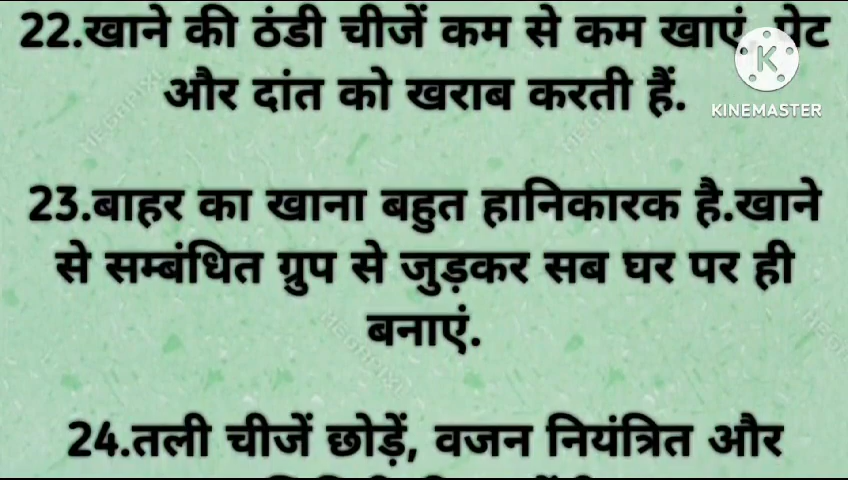 22.खाने की ठंडी चीजें कम से कम खाएं, पेट
और दांत को खराब करती हैं.
KINEMASTER
23.बाहर का खाना बहुत हानिकारक है.खाने
से सम्बंधित ग्रुप से जुड़कर सब घर पर ही
बनाएं.
24.तली चीजें छोड़ें, वजन नियंत्रित और